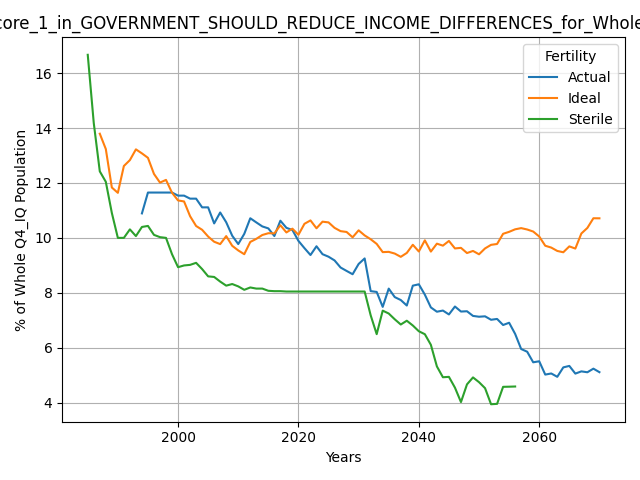 core_1_in_GOVERNMENT_SHOULD_REDUCE_INCOME_DIFFERENCES_for_Whole
Fertility
Actual
Ideal
Sterile
% of Whole Q4_IQ Population
16
14
12
10
8
6
4
2000
2020
2040
2060
Years